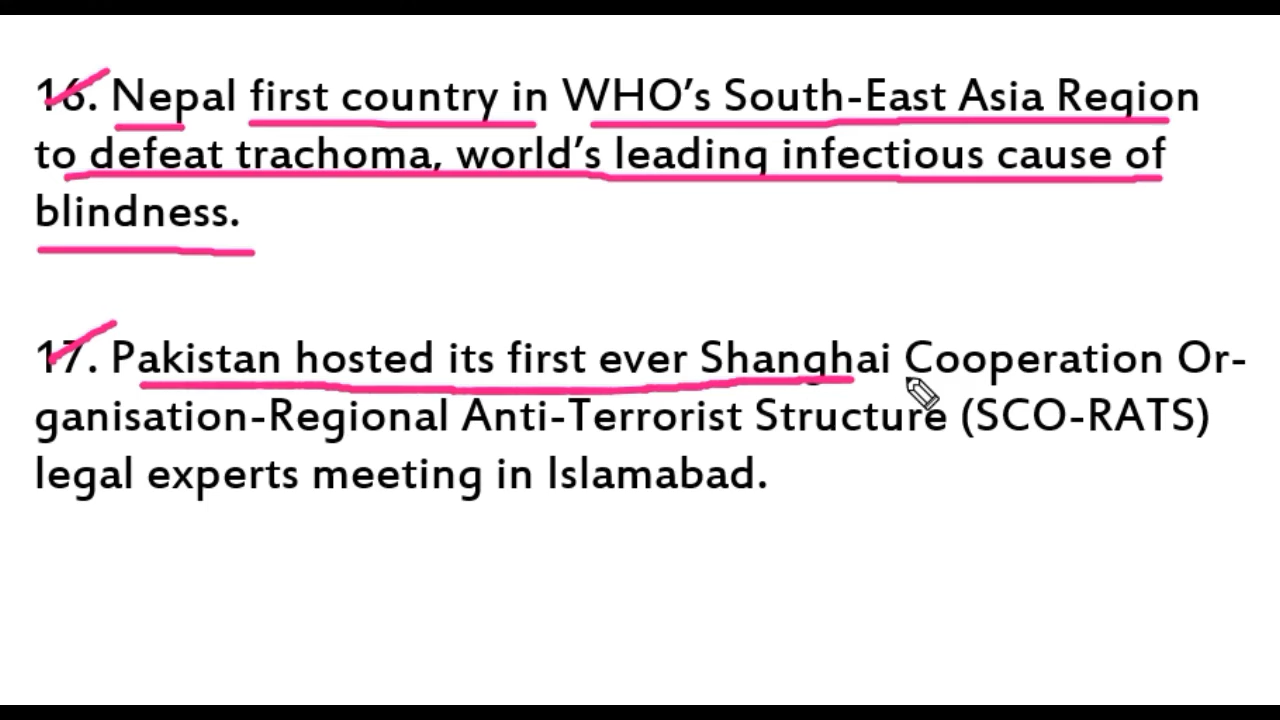 16. Nepal first country in WHO’s South-East Asia Region
to defeat trachoma, world’s leading infectious cause of
blindness.
17. Pakistan hosted its first ever Shanghai Cooperation Or-
ganisation-Regional Anti-Terrorist Structure (SCO-RATS)
legal experts meeting in Islamabad.